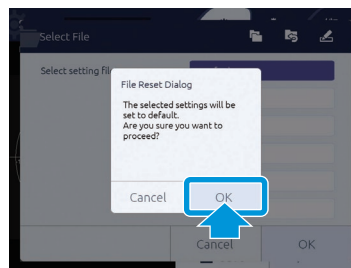 Select File
Select setting fil
File Reset Dialog
The selected settings will be
set to default.
Are you sure you want to
proceed?
Cancel
OK
Cancel
OK